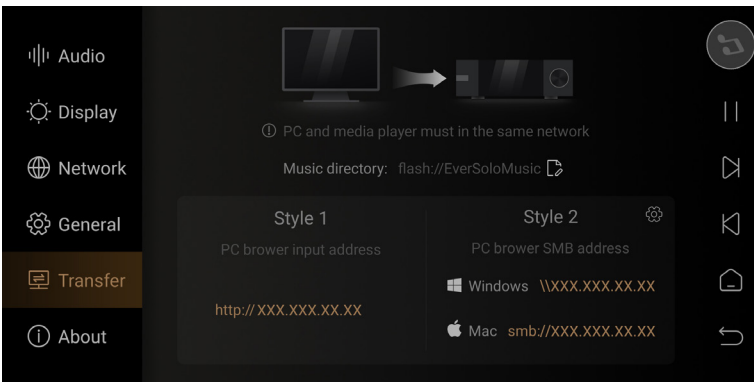 Audio
Display
Network
General
Transfer
About
PC and media player must in the same network
Music directory: flash://EverSoloMusic
Style 1
PC brower input address
http://XXX.XXX.XX.XX
Style 2
PC brower SMB address
Windows \\XXX.XXX.XX.XX
Mac smb://XXX.XXX.XX.XX